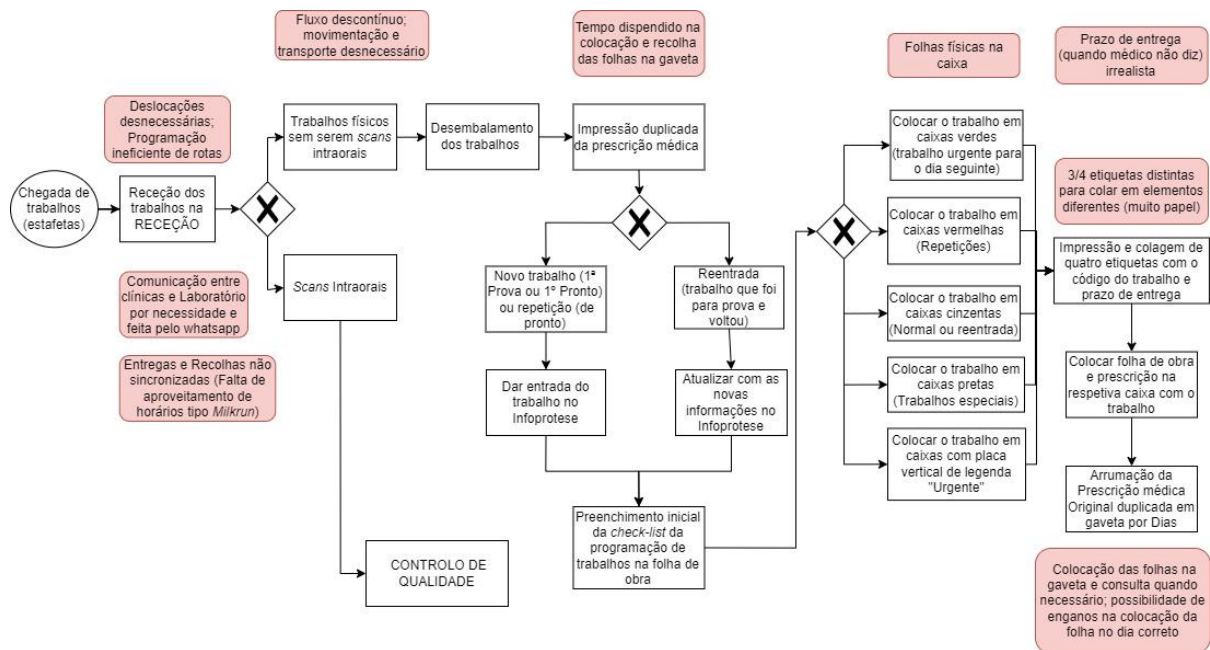 Fluxo descontínuo;
movimentação e
transporte desnecessário
Tempo dispendido na
colocação e recolha
das folhas na gaveta
Folhas físicas na
caixa
Prazo de entrega
(quando médico não diz)
irrealista
Deslocações
desnecessárias;
Programação
ineficiente de rotas
Chegada de
trabalhos
(estafetas)
Receção dos
trabalhos na
RECEÇÃO
Trabalhos físicos
sem serem scans
intraorais
Desembalamento
dos trabalhos
Impressão duplicada
da prescrição médica
Scans Intraorais
Comunicação entre
clínicas e Laboratório
por necessidade e
feita pelo whatsapp
Entregas e Recolhas não
sincronizadas (Falta de
aproveitamento de
horários tipo Milkrun)
CONTROLO DE
QUALIDADE
Novo trabalho (1ª
Prova ou 1º Pronto)
ou repetição (de
pronto)
Reentrada
(trabalho que foi
para prova e
voltou)
Dar entrada do
trabalho no
Infoprotese
Atualizar com as
novas
informações no
Infoprotese
Preenchimento inicial
da check-list da
programação de
trabalhos na folha de
obra
Colocar o trabalho em
caixas verdes
(trabalho urgente para
o dia seguinte)
Colocar o trabalho em
caixas vermelhas
(Repetições)
Colocar o trabalho em
caixas cinzentas
(Normal ou reentrada)
Colocar o trabalho em
caixas pretas
(Trabalhos especiais)
Colocar o trabalho em
caixas com placa
vertical de legenda
"Urgente"
3/4 etiquetas distintas
para colar em elementos
diferentes (muito papel)
Impressão e colagem de
quatro etiquetas com o
código do trabalho e
prazo de entrega
Colocar folha de obra
e prescrição na
respetiva caixa com o
trabalho
Arrumação da
Prescrição médica
Original duplicada em
gaveta por Dias
Colocação das folhas na
gaveta e consulta quando
necessário; possibilidade de
enganos na colocação da
folha no dia correto